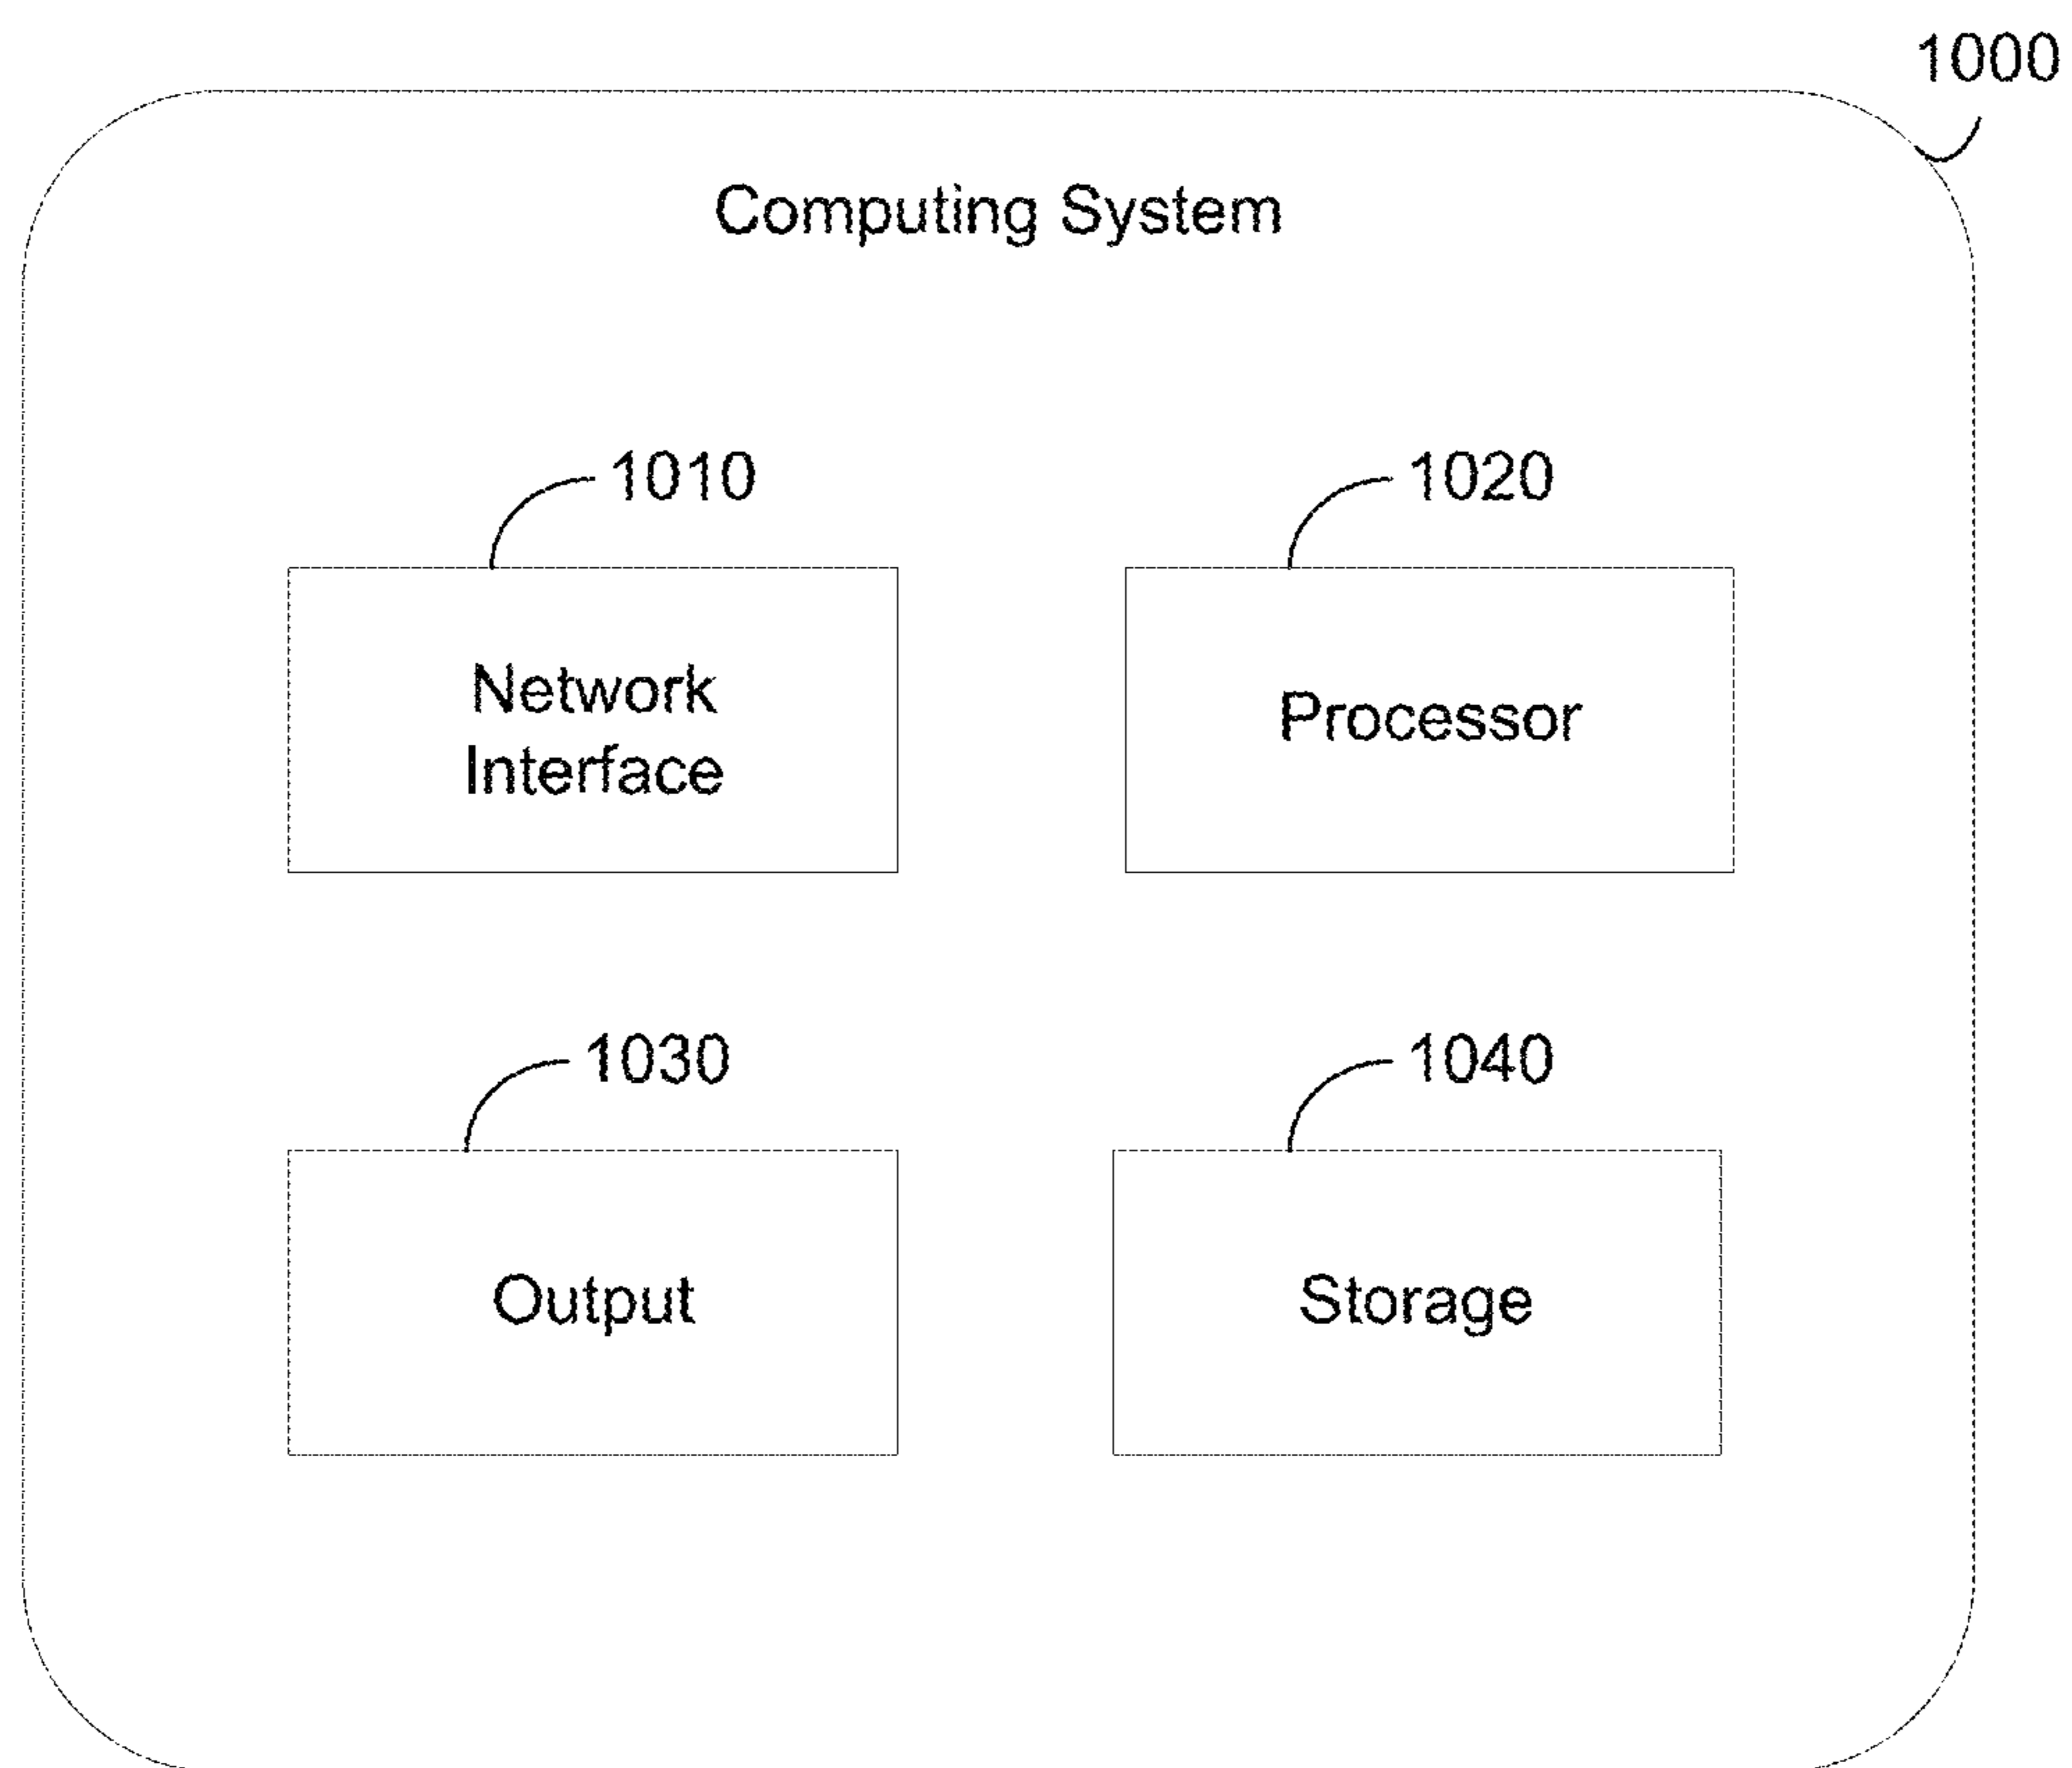 1000
Computing System
1010
1020
Network
Interface
Processor
1030
1040
Output
Storage